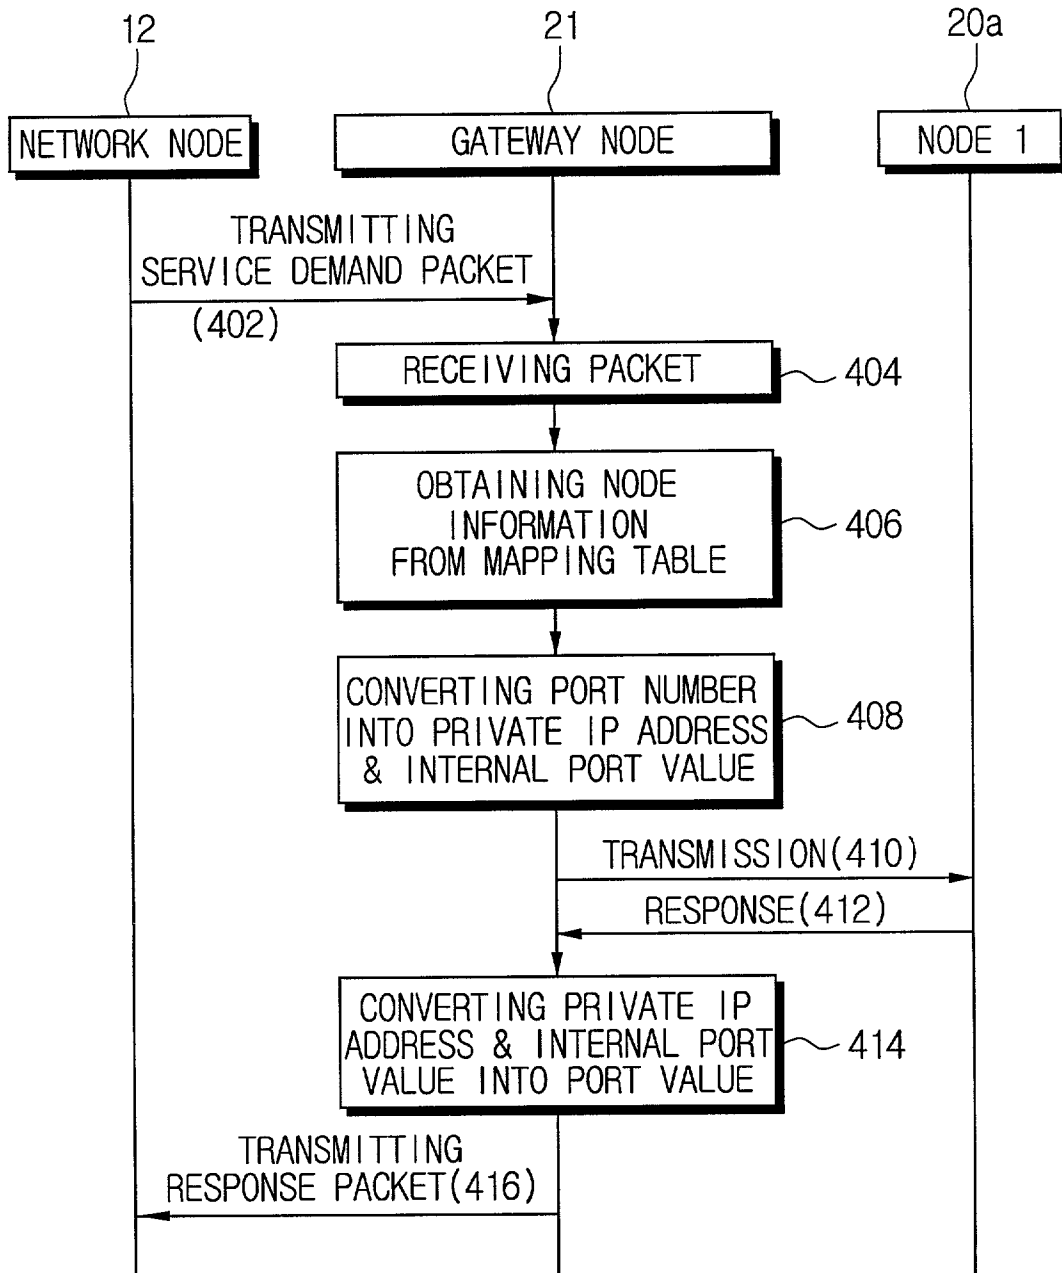 12
21
20a
NETWORK NODE
GATEWAY NODE
NODE 1
TRANSMITTING
SERVICE DEMAND PACKET
(402)
RECEIVING PACKET
404
OBTAINING NODE
INFORMATION
FROM MAPPING TABLE
406
CONVERTING PORT NUMBER
INTO PRIVATE IP ADDRESS
& INTERNAL PORT VALUE
408
TRANSMISSION(410)
RESPONSE(412)
CONVERTING PRIVATE IP
ADDRESS & INTERNAL PORT
VALUE INTO PORT VALUE
414
TRANSMITTING
RESPONSE PACKET(416)